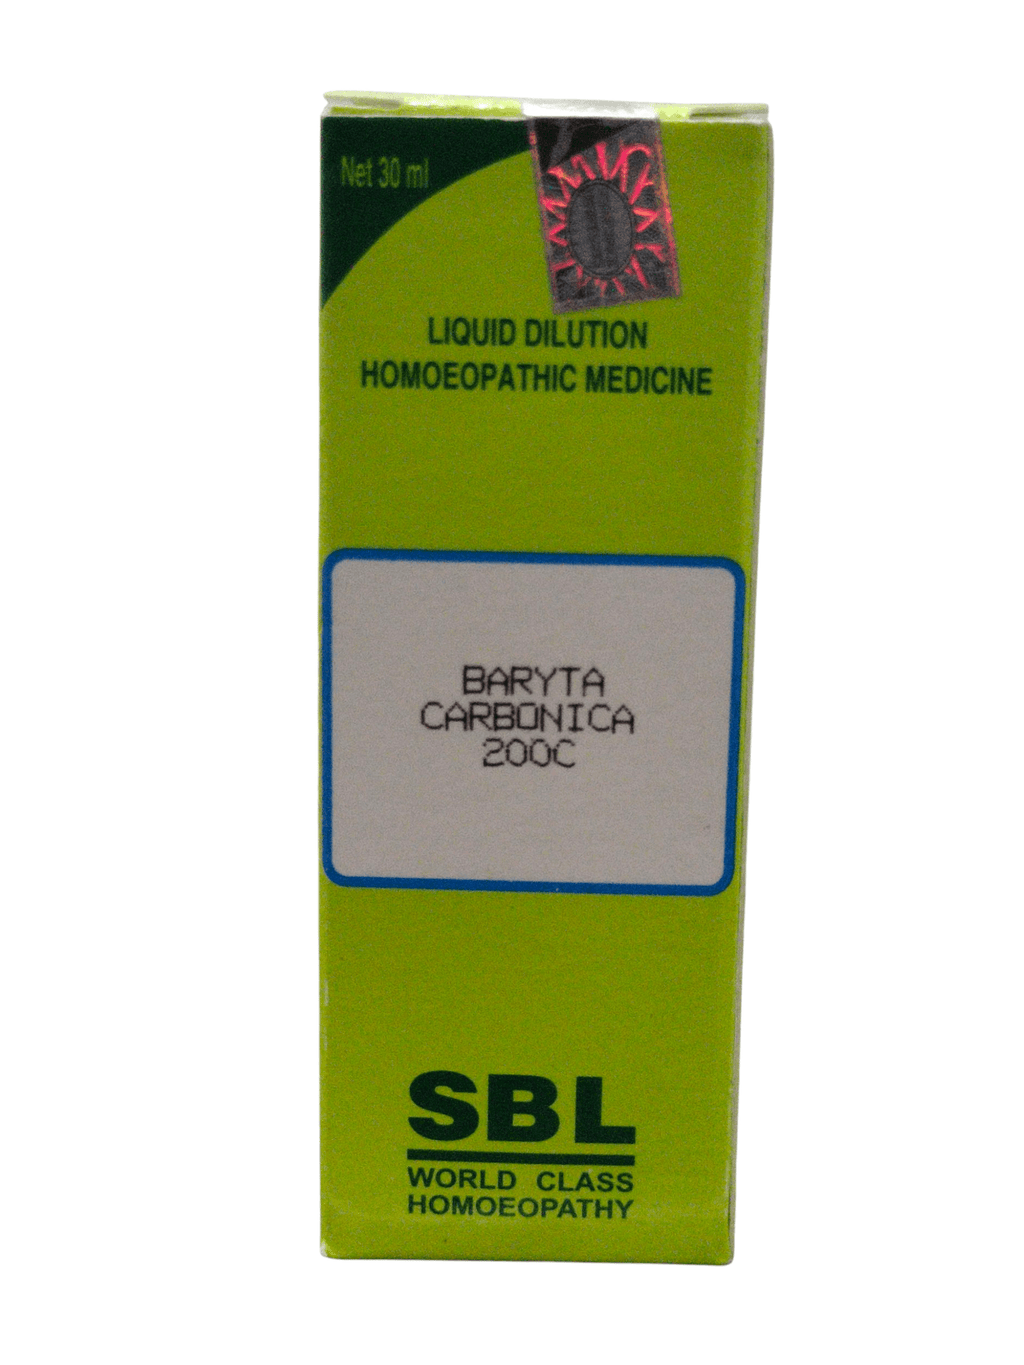 Net 30 ml
LIQUID DILUTION
HOMOEOPATHIC MEDICINE
BARYTA
CARBONICA
200C
SBL
WORLD CLASS
HOMOEOPATHY